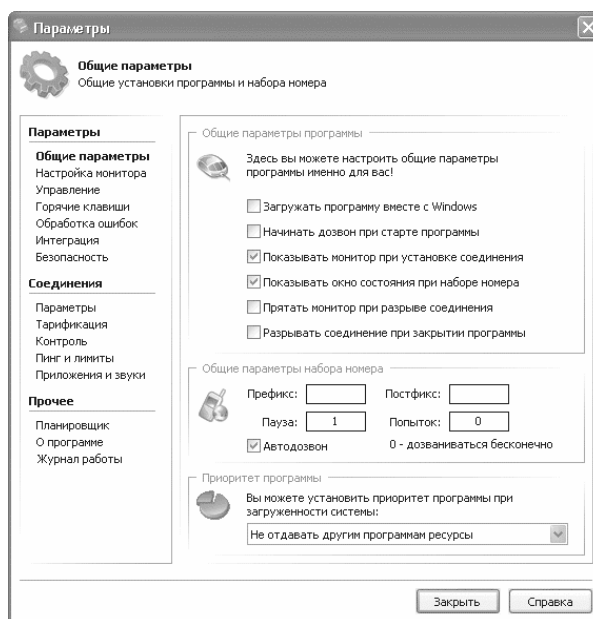 Параметры
Общие параметры
Общие установки программы и набора номера
Параметры
Общие параметры
Настройка монитора
Управление
Горячие клавиши
Обработка ошибок
Интеграция
Безопасность
Соединения
Параметры
Тарификация
Контроль
Пинг и лимиты
Приложения и звуки
Прочее
Планировщик
О программе
Журнал работы
Общие параметры программы
Здесь вы можете настроить общие параметры
программы именно для вас!
Загружать программу вместе с Windows
Начинать дозвон при старте программы
Показывать монитор при установке соединения
Показывать окно состояния при наборе номера
Прятать монитор при разрыве соединения
Разрывать соединение при закрытии программы
Общие параметры набора номера
Префикс: Постфикс:
Пауза: 1 Попыток: 0
Автодозвон 0 - дозваниваться бесконечно
Приоритет программы
Вы можете установить приоритет программы при
загруженности системы:
Не отдавать другим программам ресурсы
Закрыть Справка